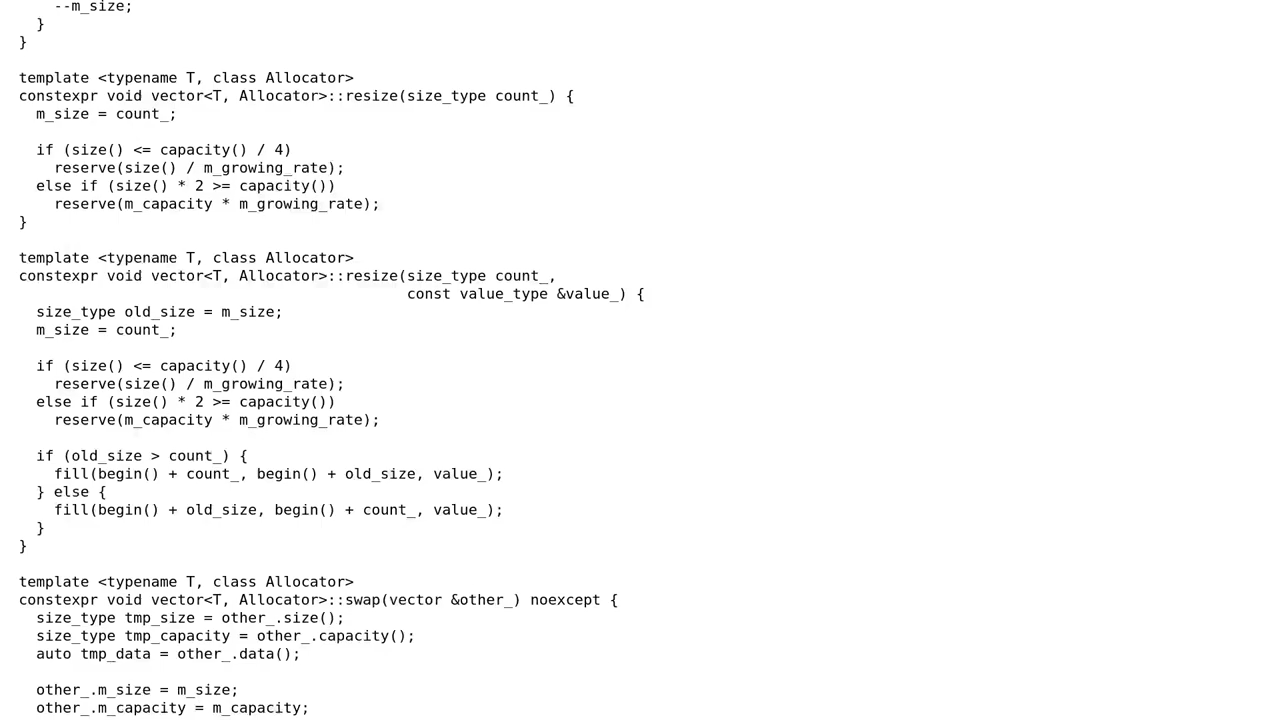 --m_size;
  }
}

template <typename T, class Allocator>
constexpr void vector<T, Allocator>::resize(size_type count_) {
  m_size = count_;

  if (size() <= capacity() / 4)
    reserve(size() / m_growing_rate);
  else if (size() * 2 >= capacity())
    reserve(m_capacity * m_growing_rate);
}

template <typename T, class Allocator>
constexpr void vector<T, Allocator>::resize(size_type count_,
                                            const value_type &value_) {
  size_type old_size = m_size;
  m_size = count_;

  if (size() <= capacity() / 4)
    reserve(size() / m_growing_rate);
  else if (size() * 2 >= capacity())
    reserve(m_capacity * m_growing_rate);

  if (old_size > count_) {
    fill(begin() + count_, begin() + old_size, value_);
  } else {
    fill(begin() + old_size, begin() + count_, value_);
  }
}

template <typename T, class Allocator>
constexpr void vector<T, Allocator>::swap(vector &other_) noexcept {
  size_type tmp_size = other_.size();
  size_type tmp_capacity = other_.capacity();
  auto tmp_data = other_.data();

  other_.m_size = m_size;
  other_.m_capacity = m_capacity;